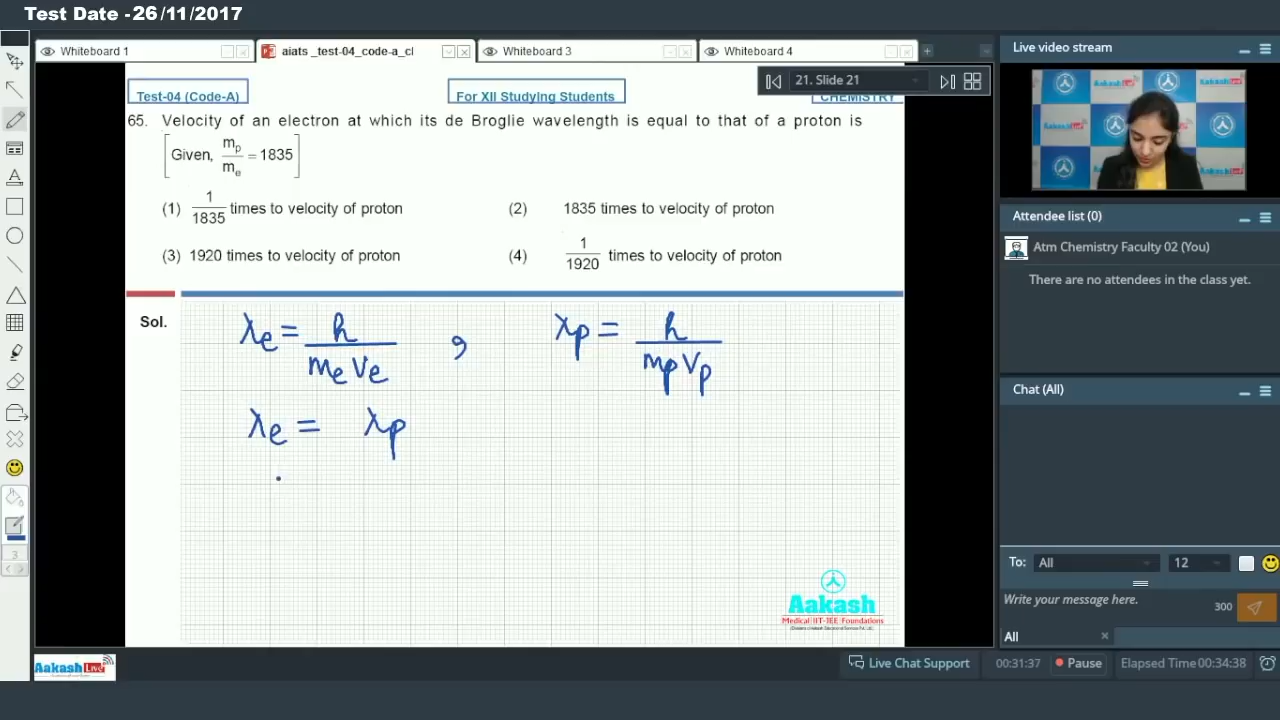 Test Date -26/11/2017
Whiteboard 1
aiats _test-04_code-a_cl
Whiteboard 3
Whiteboard 4
Live video stream
21. Slide 21
Test-04 (Code-A)
For XII Studying Students
CHEMISTRY
65. Velocity of an electron at which its de Broglie wavelength is equal to that of a proton is
[Given, mp/me = 1835]
(1) 1/1835 times to velocity of proton
(2) 1835 times to velocity of proton
(3) 1920 times to velocity of proton
(4) 1/1920 times to velocity of proton
Sol.
λe = h/meve , λp = h/mpvp
λe = λp
Aakash
Medical|IIT-JEE|Foundations
AakashLive
Attendee list (0)
Atm Chemistry Faculty 02 (You)
There are no attendees in the class yet.
Chat (All)
To: All 12
Write your message here.
300
All
3
Aakash Live
Live Chat Support
00:31:37
Pause
Elapsed Time 00:34:38